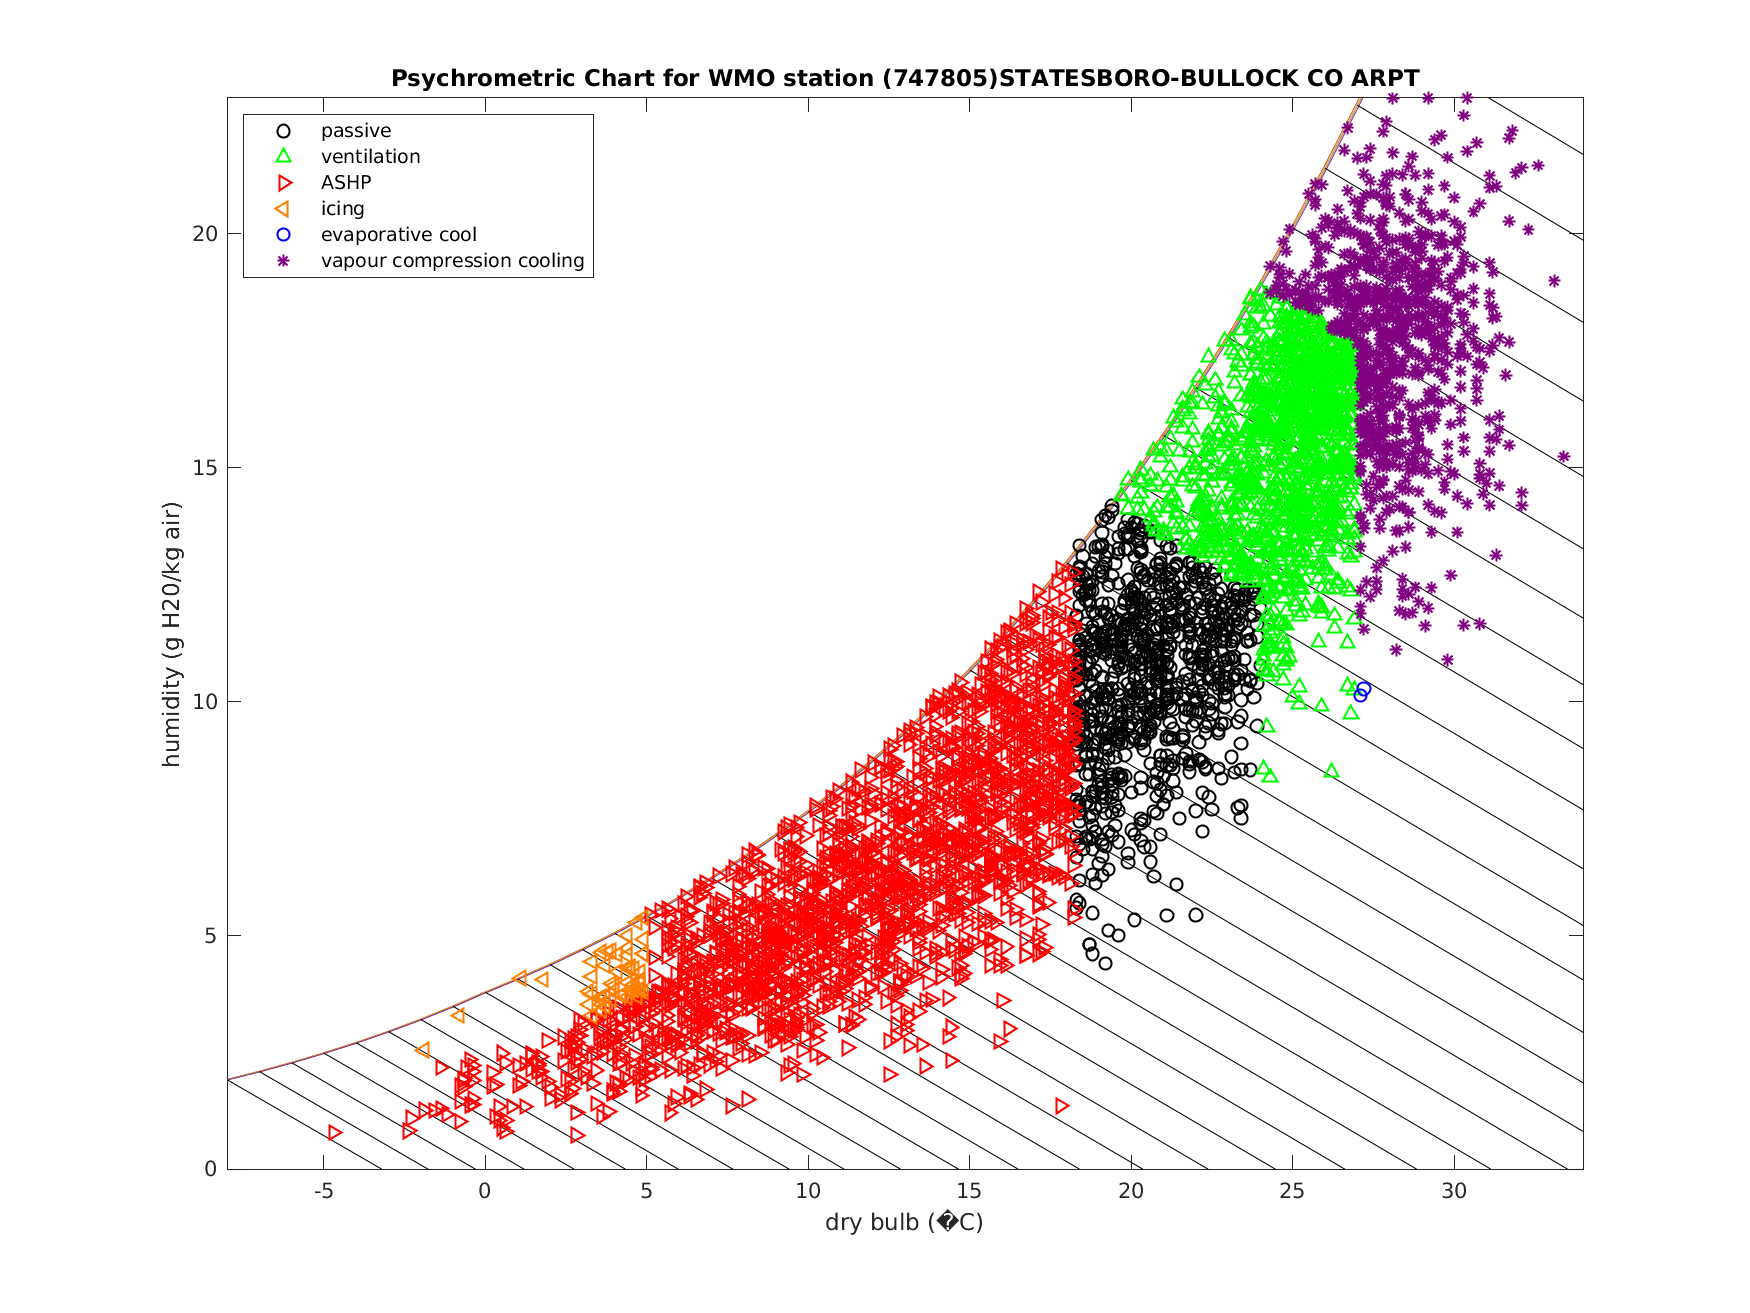 Psychrometric Chart for WMO station (747805)STATESBORO-BULLOCK CO ARPT
passive
ventilation
ASHP
icing
evaporative cool
vapour compression cooling
humidity (g H20/kg air)
20
15
10
5
0
-5
0
5
10
15
20
25
30
dry bulb (�C)